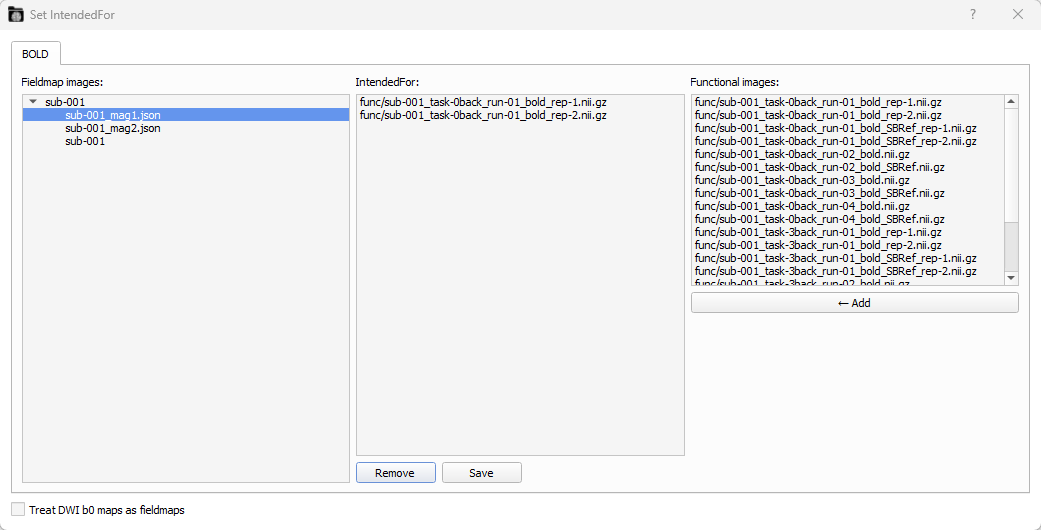 Set IntendedFor
?
BOLD
Fieldmap images:
sub-001
sub-001_mag1.json
sub-001_mag2.json
sub-001
IntendedFor:
func/sub-001_task-0back_run-01_bold_rep-1.nii.gz
func/sub-001_task-0back_run-01_bold_rep-2.nii.gz
Remove
Save
Functional images:
func/sub-001_task-0back_run-01_bold_rep-1.nii.gz
func/sub-001_task-0back_run-01_bold_rep-2.nii.gz
func/sub-001_task-0back_run-01_bold_SBRef_rep-1.nii.gz
func/sub-001_task-0back_run-01_bold_SBRef_rep-2.nii.gz
func/sub-001_task-0back_run-02_bold.nii.gz
func/sub-001_task-0back_run-02_bold_SBRef.nii.gz
func/sub-001_task-0back_run-03_bold.nii.gz
func/sub-001_task-0back_run-03_bold_SBRef.nii.gz
func/sub-001_task-0back_run-04_bold.nii.gz
func/sub-001_task-0back_run-04_bold_SBRef.nii.gz
func/sub-001_task-3back_run-01_bold_rep-1.nii.gz
func/sub-001_task-3back_run-01_bold_rep-2.nii.gz
func/sub-001_task-3back_run-01_bold_SBRef_rep-1.nii.gz
func/sub-001_task-3back_run-01_bold_SBRef_rep-2.nii.gz
func/sub-001_task-3back_run-02_bold.nii.gz
← Add
Treat DWI b0 maps as fieldmaps